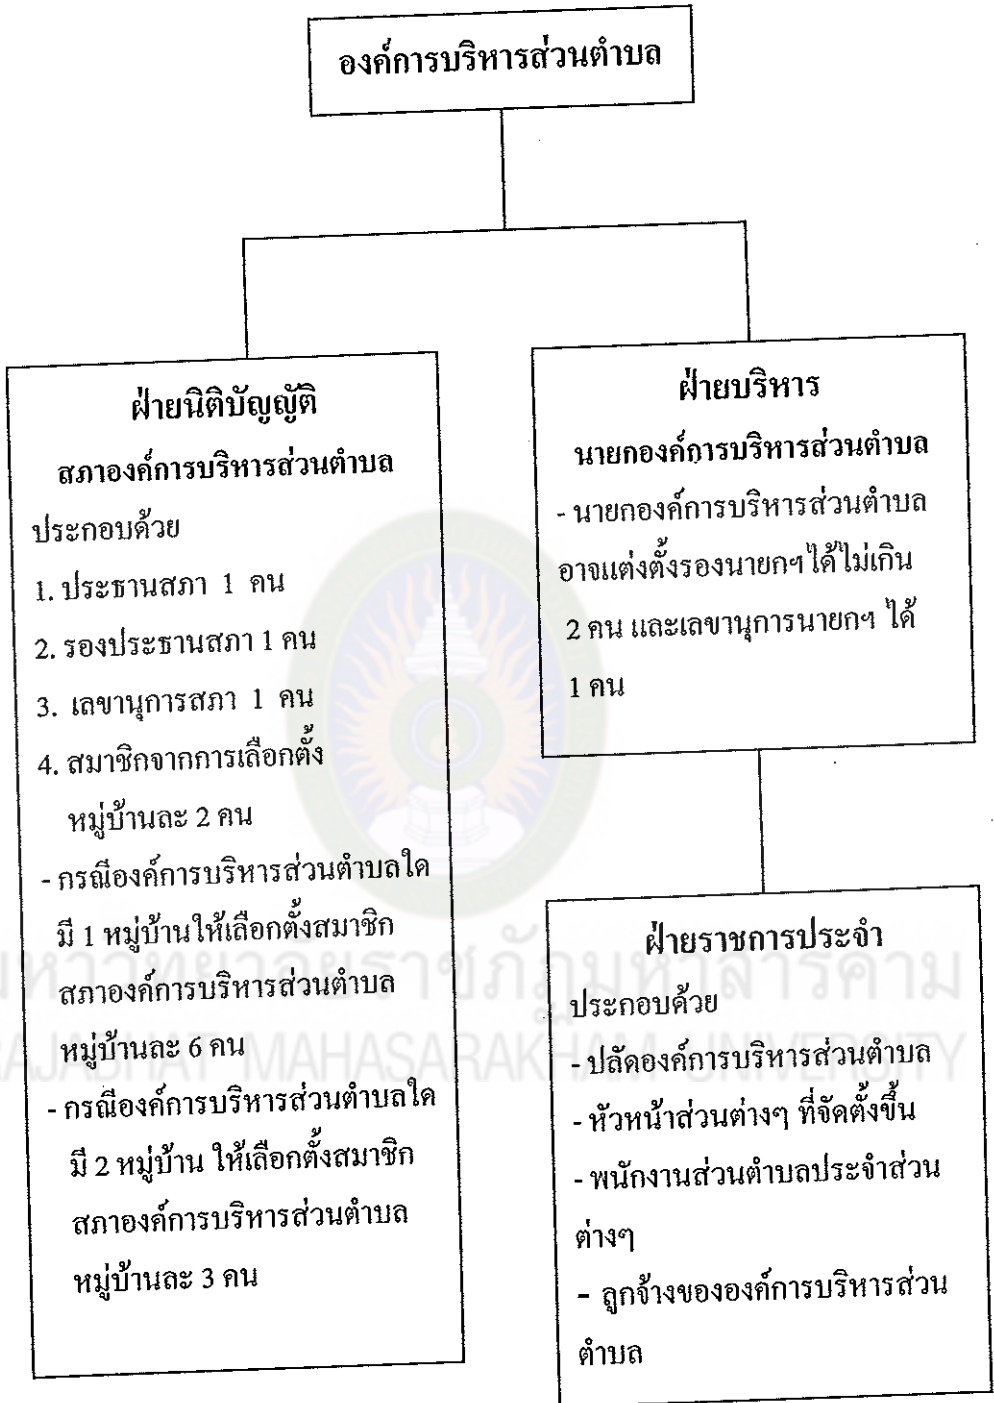 องค์การบริหารส่วนตำบล
ฝ่ายนิติบัญญัติ
สภาองค์การบริหารส่วนตำบล
ประกอบด้วย
1. ประธานสภา 1 คน
2. รองประธานสภา 1 คน
3. เลขานุการสภา 1 คน
4. สมาชิกจากการเลือกตั้ง
หมู่บ้านละ 2 คน
- กรณีองค์การบริหารส่วนตำบลใด
มี 1 หมู่บ้านให้เลือกตั้งสมาชิก
สภาองค์การบริหารส่วนตำบล
หมู่บ้านละ 6 คน
- กรณีองค์การบริหารส่วนตำบลใด
มี 2 หมู่บ้าน ให้เลือกตั้งสมาชิก
สภาองค์การบริหารส่วนตำบล
หมู่บ้านละ 3 คน
ฝ่ายบริหาร
นายกองค์การบริหารส่วนตำบล
- นายกองค์การบริหารส่วนตำบล
อาจแต่งตั้งรองนายกฯ ได้ไม่เกิน
2 คน และเลขานุการนายกฯ ได้
1 คน
ฝ่ายราชการประจำ
ประกอบด้วย
- ปลัดองค์การบริหารส่วนตำบล
- หัวหน้าส่วนต่างๆ ที่จัดตั้งขึ้น
- พนักงานส่วนตำบลประจำส่วน
ต่างๆ
- ลูกจ้างขององค์การบริหารส่วน
ตำบล
มหาวิทยาลัยราชภัฏมหาสารคาม
RAJABHAT MAHASARAKHAM UNIVERSITY